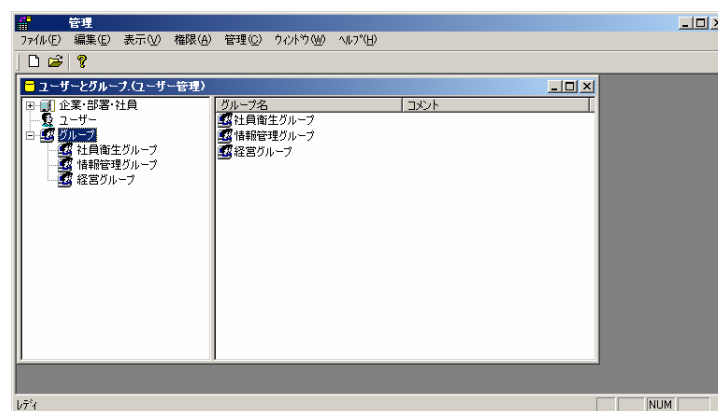 管理
ファイル(F) 編集(E) 表示(V) 権限(A) 管理(C) ウィンドウ(W) ヘルプ(H)
ユーザーとグループ.(ユーザー管理)
企業・部署・社員
ユーザー
グループ
社員衛生グループ
情報管理グループ
経営グループ
グループ名 コメント
社員衛生グループ
情報管理グループ
経営グループ
レディ NUM